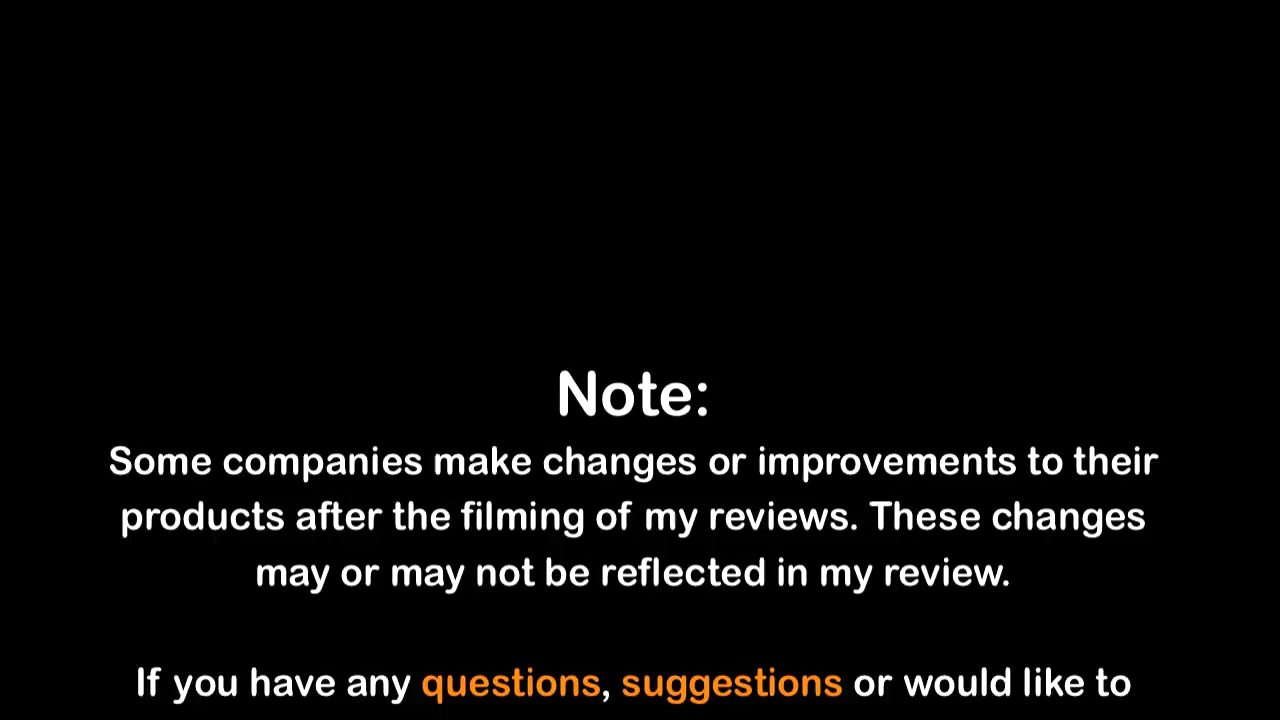 Note:
Some companies make changes or improvements to their
products after the filming of my reviews. These changes
may or may not be reflected in my review.
If you have any questions, suggestions or would like to